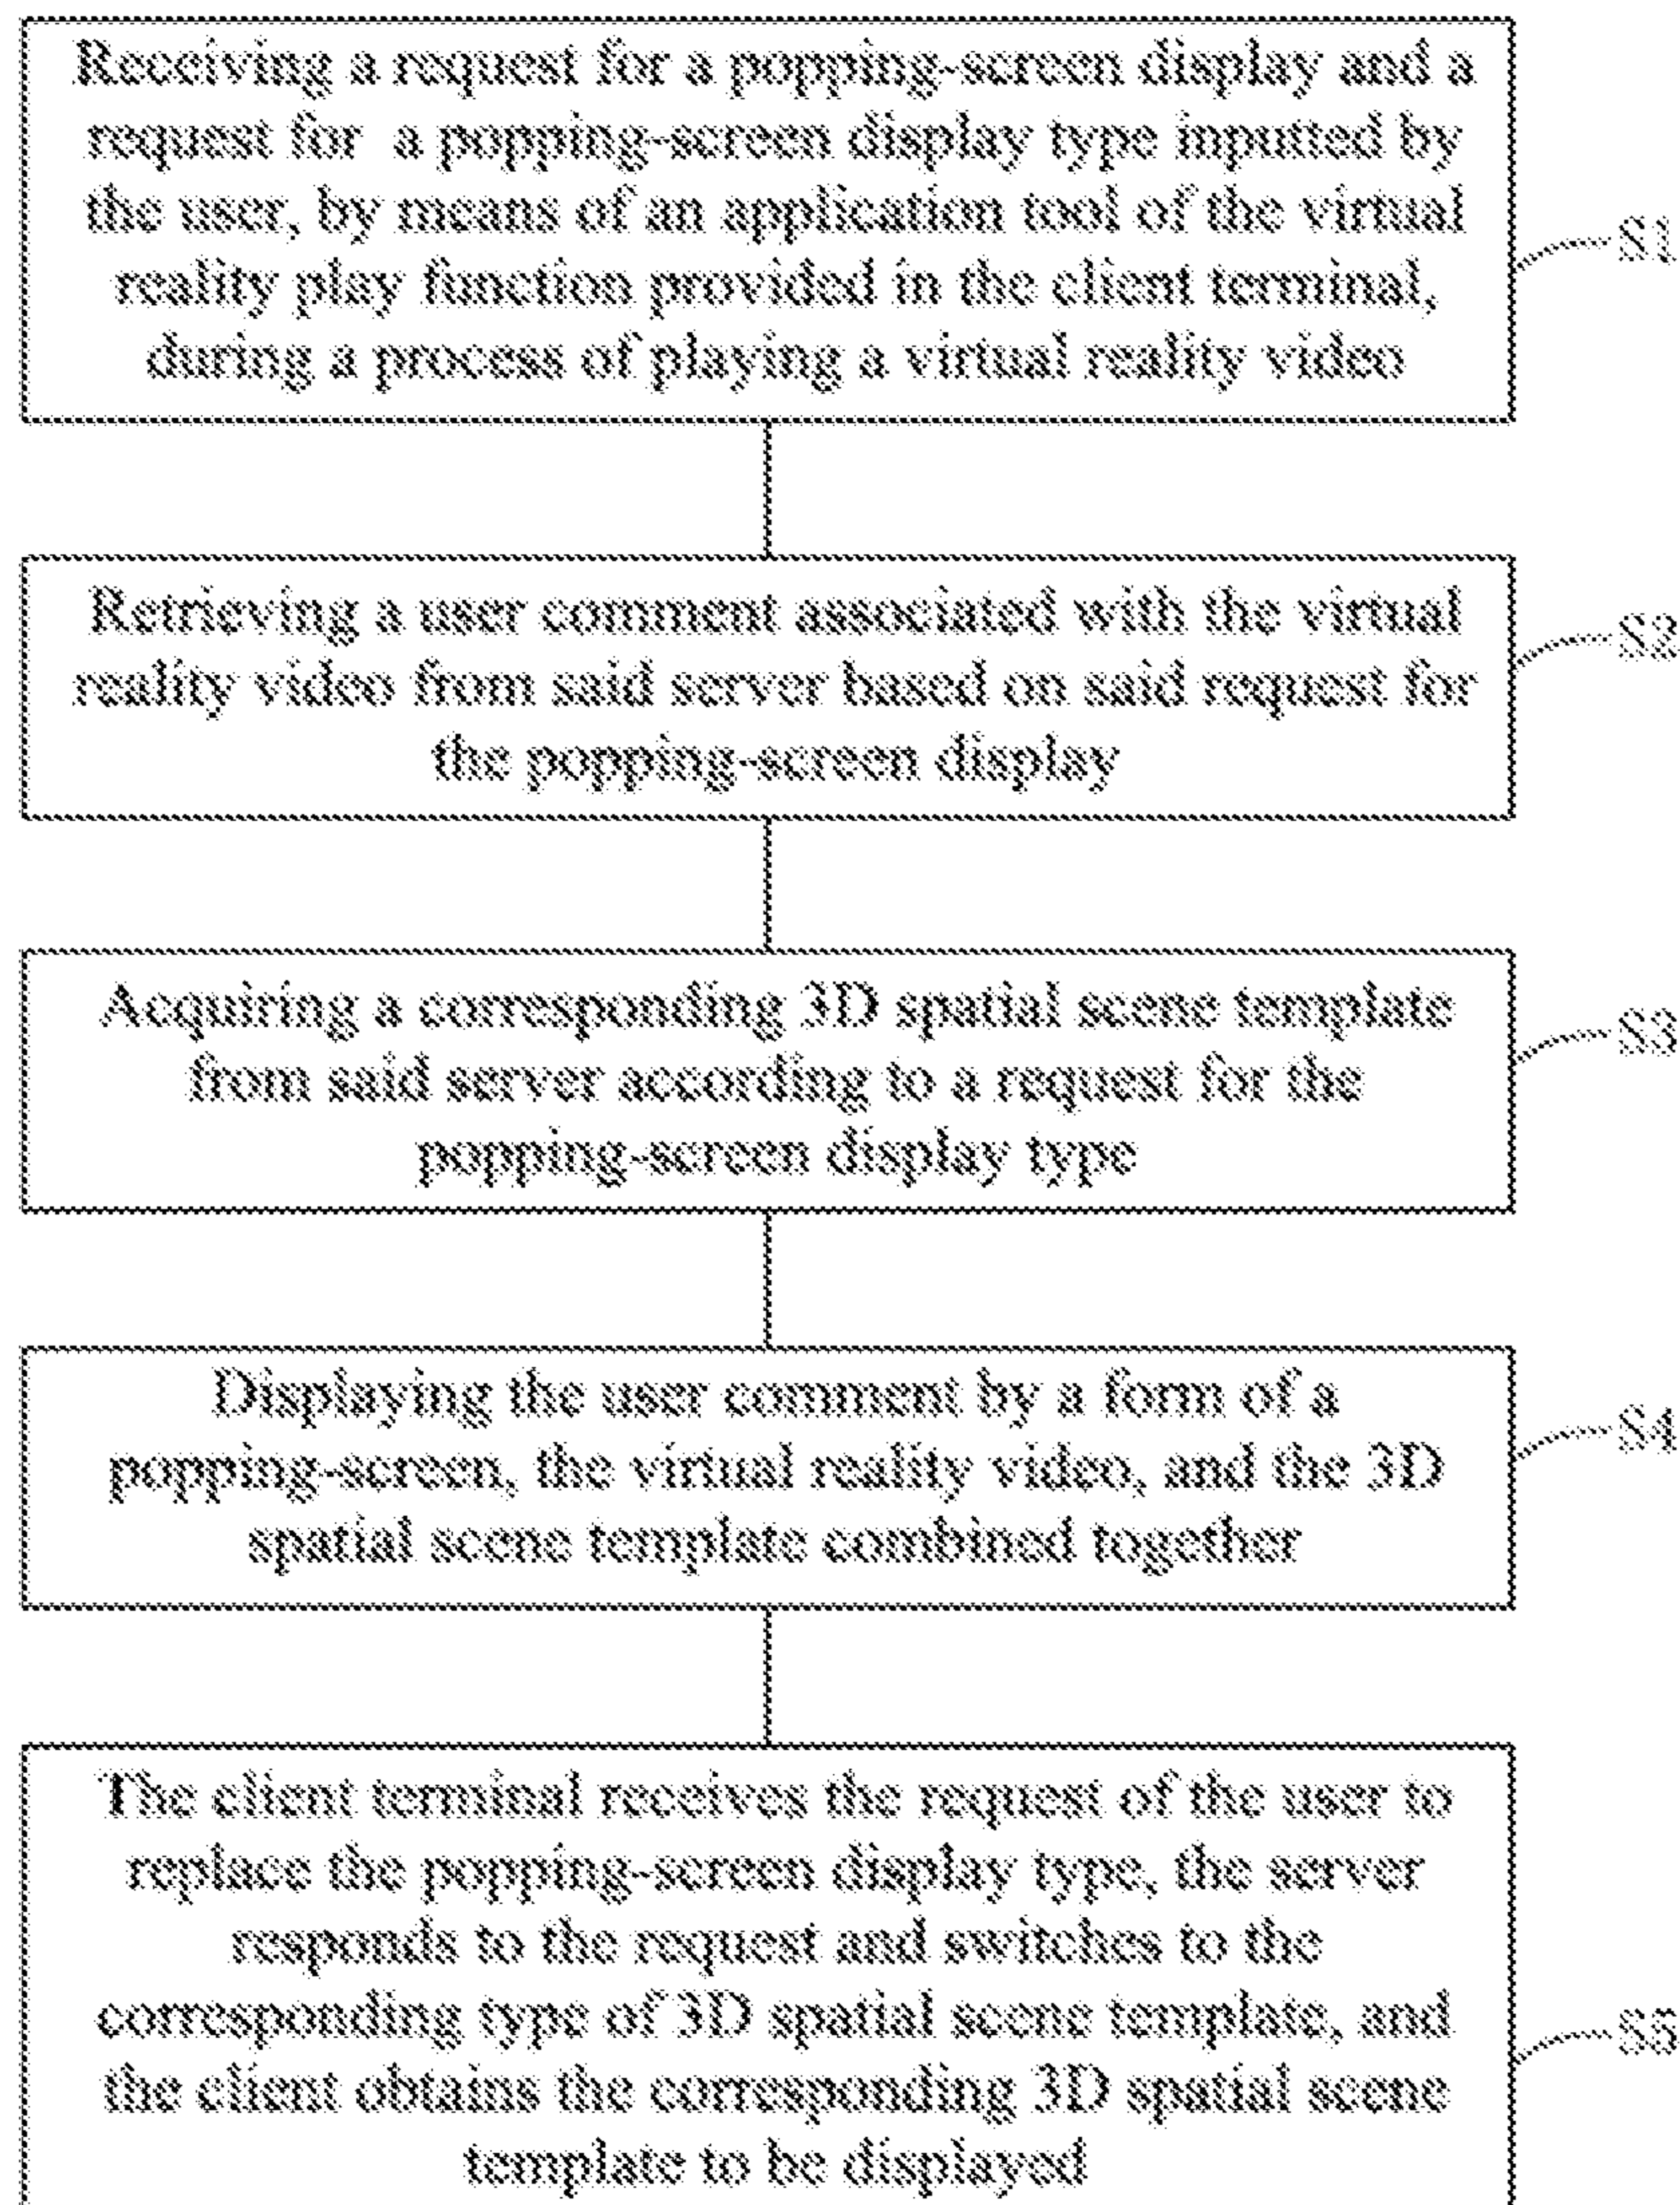 Receiving a request for a popping-screen display and a
request for a popping-screen display type inputted by
the user, by means of an application tool of the virtual
reality play function provided in the client terminal,
during a process of playing a virtual reality video
S1
Retrieving a user comment associated with the virtual
reality video from said server based on said request for
the popping-screen display
S2
Acquiring a corresponding 3D spatial scene template
from said server according to a request for the
popping-screen display type
S3
Displaying the user comment by a form of a
popping-screen, the virtual reality video, and the 3D
spatial scene template combined together
S4
The client terminal receives the request of the user to
replace the popping-screen display type, the server
responds to the request and switches to the
corresponding type of 3D spatial scene template, and
the client obtains the corresponding 3D spatial scene
template to be displayed
S5